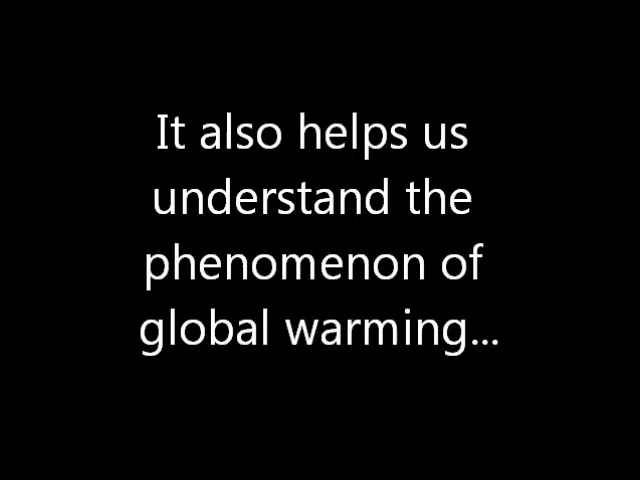 It also helps us
understand the
phenomenon of
global warming...